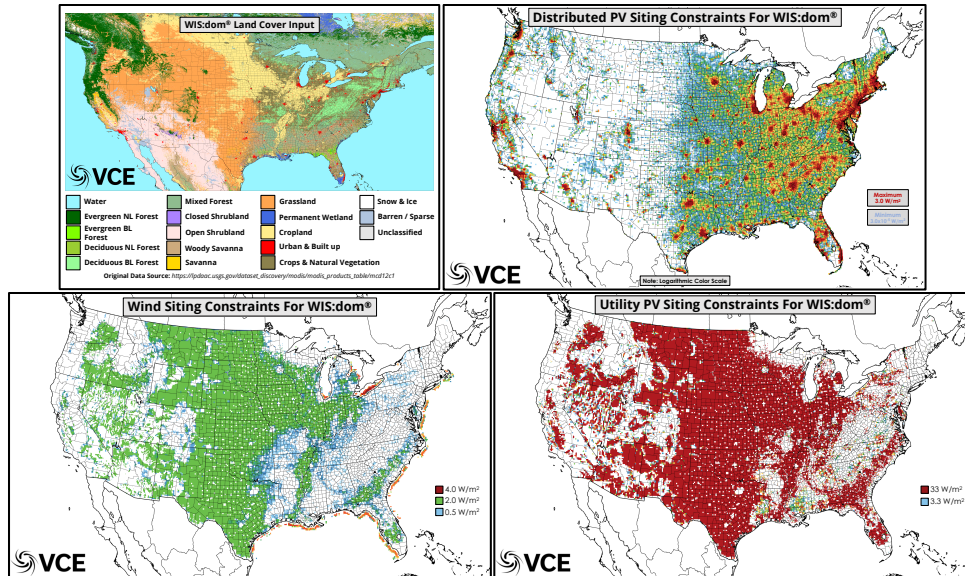 WIS:dom® Land Cover Input
VCE
Water
Evergreen NL Forest
Evergreen BL
Forest
Deciduous NL Forest
Deciduous BL Forest
Mixed Forest
Closed Shrubland
Open Shrubland
Woody Savanna
Savanna
Grassland
Permanent Wetland
Cropland
Urban & Built up
Crops & Natural Vegetation
Snow & Ice
Barren / Sparse
Unclassified
Original Data Source: https://lpdaac.usgs.gov/dataset_discovery/modis/modis_products_table/mcd12c1
Distributed PV Siting Constraints For WIS:dom®
Maximum
3.0 W/m²
Minimum
VCE
Note: Logarithmic Color Scale
Wind Siting Constraints For WIS:dom®
4.0 W/m²
2.0 W/m²
0.5 W/m²
VCE
Utility PV Siting Constraints For WIS:dom®
33 W/m²
3.3 W/m²
VCE